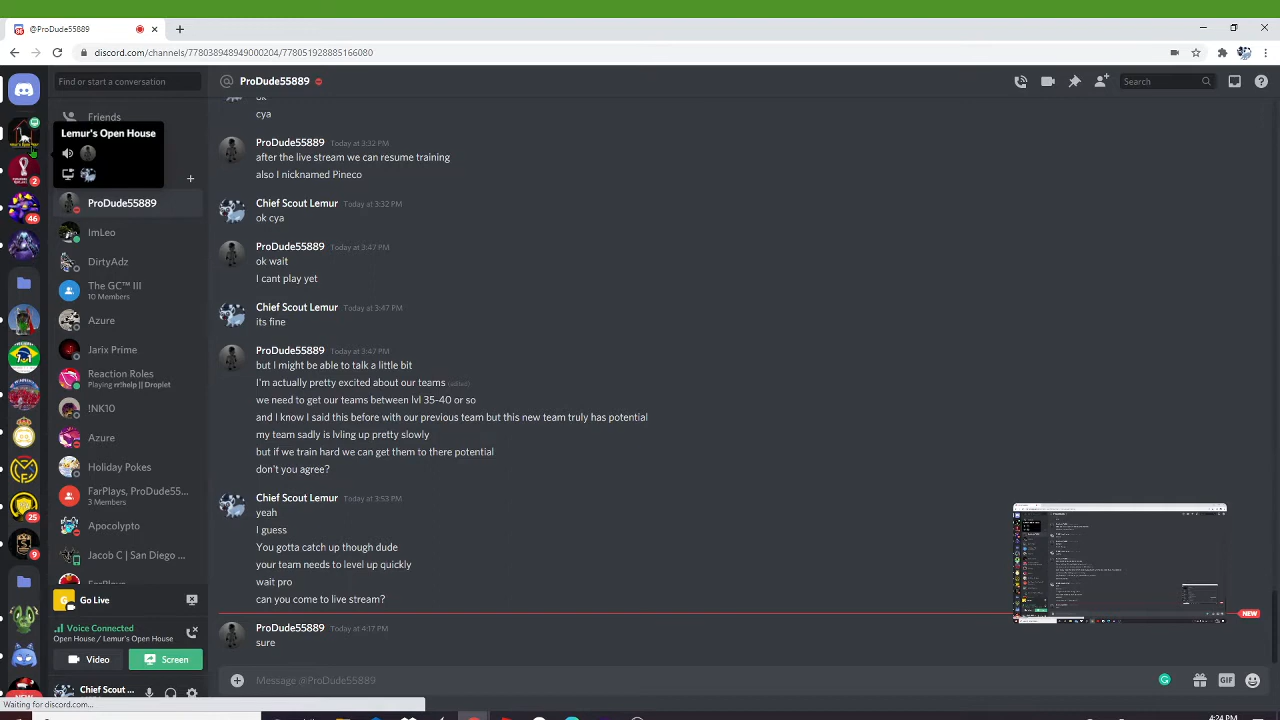 @ProDude55889
discord.com/channels/778038948949000204/778051928885166080
Find or start a conversation
ProDude55889
Search
Friends
Lemur's Open House
ProDude55889
ImLeo
DirtyAdz
The GC™ III
10 Members
Azure
Jarix Prime
Reaction Roles
Playing rr!help || Droplet
!NK10
Azure
Holiday Pokes
FarPlays, ProDude55...
3 Members
Apocolypto
Jacob C | San Diego ...
FarPlays
2
46
25
9
NEW
Go Live
Voice Connected
Open House / Lemur's Open House
Video
Screen
Chief Scout ...
Waiting for discord.com...
ok
cya
ProDude55889 Today at 3:32 PM
after the live stream we can resume training
also I nicknamed Pineco
Chief Scout Lemur Today at 3:32 PM
ok cya
ProDude55889 Today at 3:47 PM
ok wait
I cant play yet
Chief Scout Lemur Today at 3:47 PM
its fine
ProDude55889 Today at 3:47 PM
but I might be able to talk a little bit
I'm actually pretty excited about our teams (edited)
we need to get our teams between lvl 35-40 or so
and I know I said this before with our previous team but this new team truly has potential
my team sadly is lvling up pretty slowly
but if we train hard we can get them to there potential
don't you agree?
Chief Scout Lemur Today at 3:53 PM
yeah
I guess
You gotta catch up though dude
your team needs to level up quickly
wait pro
can you come to live stream?
NEW
ProDude55889 Today at 4:17 PM
sure
Message @ProDude55889
GIF
4:24 PM